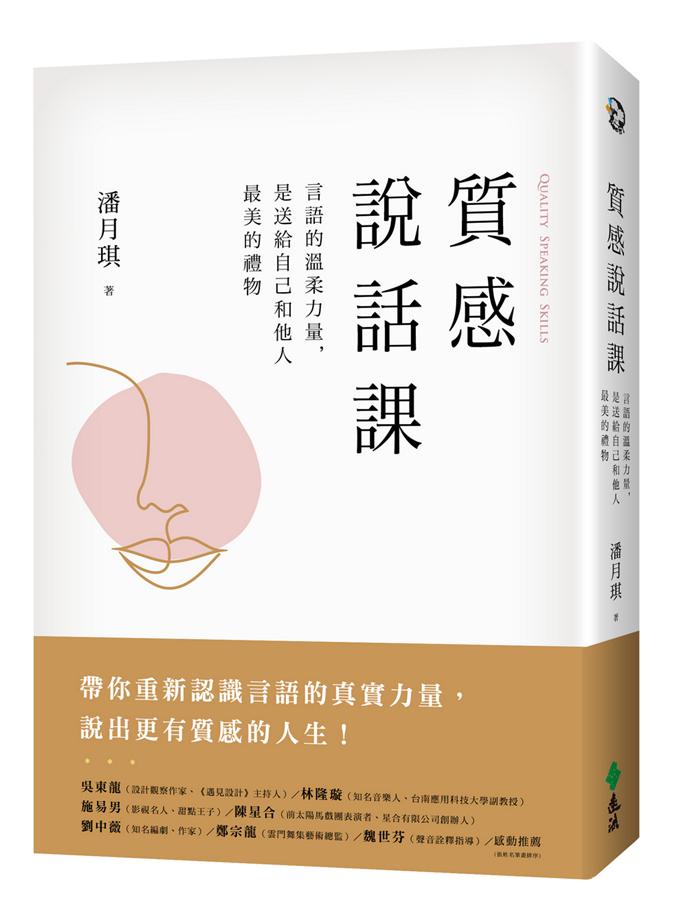 QUALITY SPEAKING SKILLS
質感
說話課
言語的溫柔力量，
是送給自己和他人
最美的禮物
潘月琪 著
帶你重新認識言語的真實力量，
說出更有質感的人生！
吳東龍（設計觀察作家、《遇見設計》主持人）／林隆璇（知名音樂人、台南應用科技大學副教授）
施易男（影視名人、甜點王子）／陳星合（前太陽馬戲團表演者、星合有限公司創辦人）
劉中薇（知名編劇、作家）／鄭宗龍（雲門舞集藝術總監）／魏世芬（聲音詮釋指導）／感動推薦
（依姓名筆畫排序）
質感說話課
言語的溫柔力量，
是送給自己和他人
最美的禮物
潘月琪 著
遠流